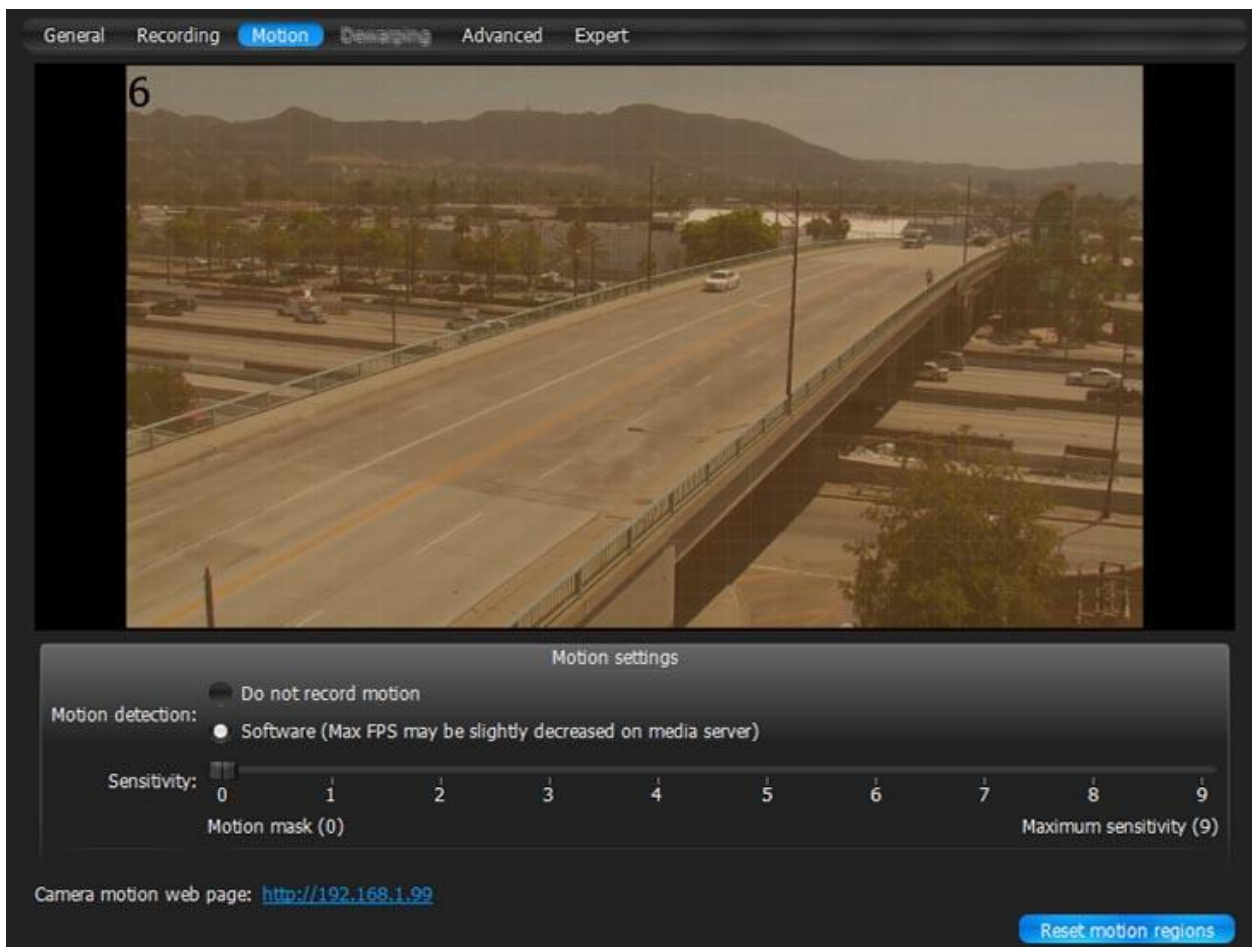 General Recording Motion Dewarping Advanced Expert
6
Motion settings
Motion detection:
Do not record motion
Software (Max FPS may be slightly decreased on media server)
Sensitivity:
0 1 2 3 4 5 6 7 8 9
Motion mask (0) Maximum sensitivity (9)
Camera motion web page: http://192.168.1.99
Reset motion regions